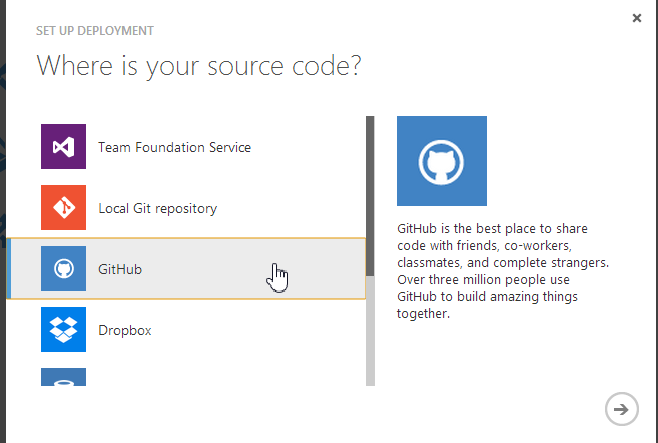 SET UP DEPLOYMENT
Where is your source code?
Team Foundation Service
Local Git repository
GitHub
Dropbox
GitHub is the best place to share
code with friends, co-workers,
classmates, and complete strangers.
Over three million people use
GitHub to build amazing things
together.